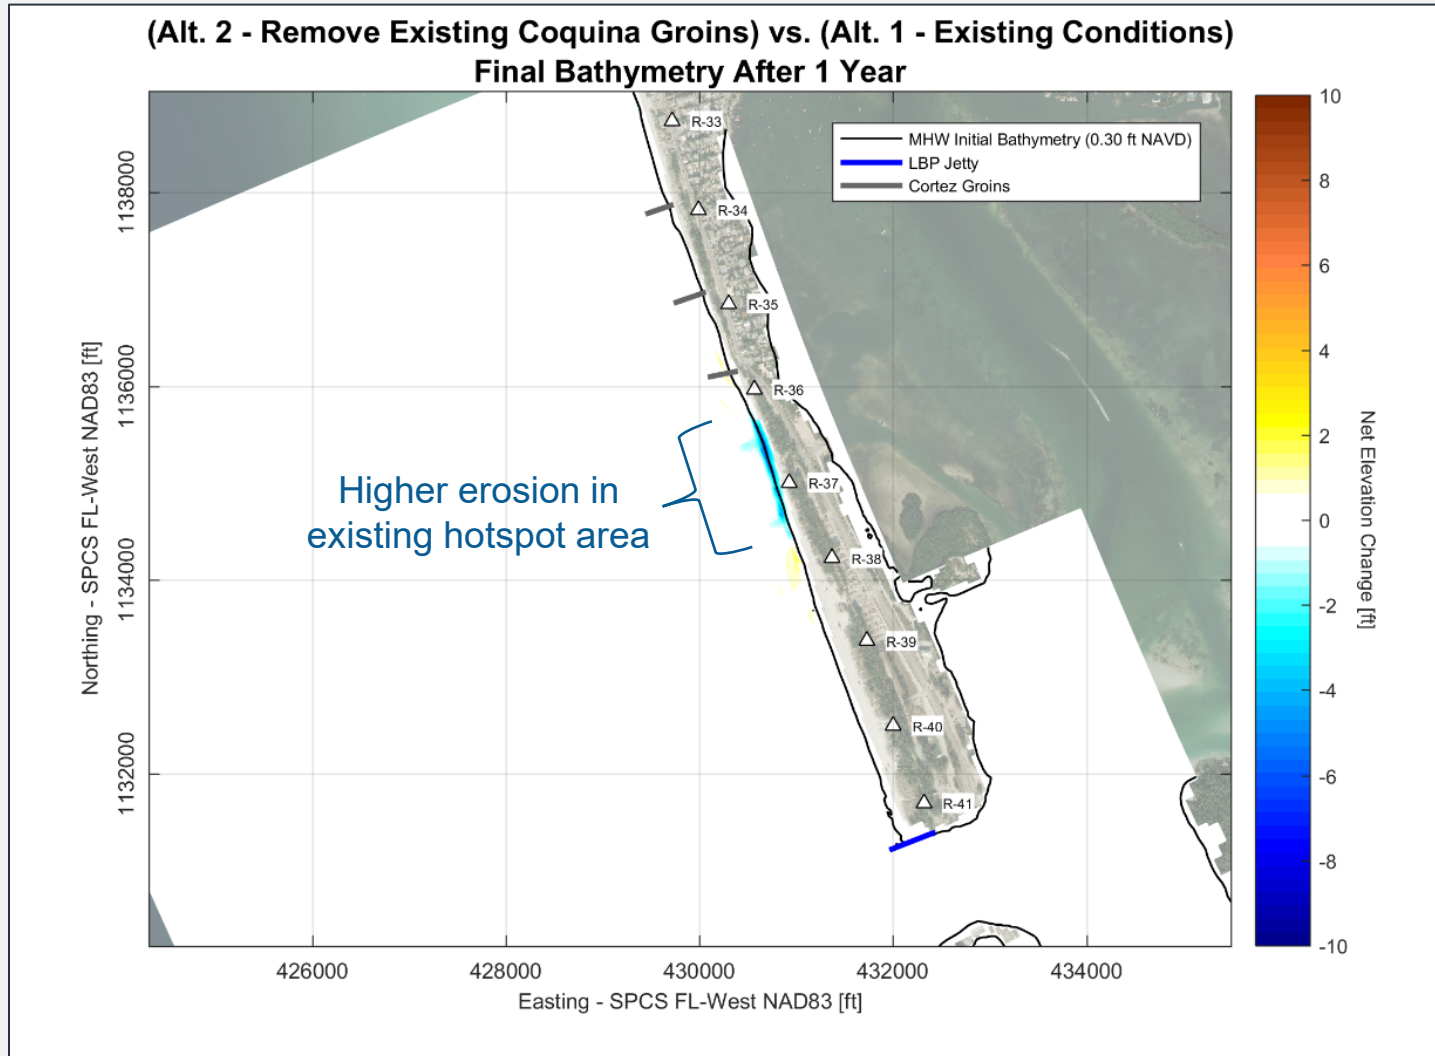 (Alt. 2 - Remove Existing Coquina Groins) vs. (Alt. 1 - Existing Conditions)
Final Bathymetry After 1 Year
MHW Initial Bathymetry (0.30 ft NAVD)
LBP Jetty
Cortez Groins
R-33
R-34
R-35
R-36
R-37
R-38
R-39
R-40
R-41
Higher erosion in
existing hotspot area
Northing - SPCS FL-West NAD83 [ft]
1138000
1136000
1134000
1132000
426000
428000
430000
432000
434000
Easting - SPCS FL-West NAD83 [ft]
10
8
6
4
2
0
-2
-4
-6
-8
-10
Net Elevation Change [ft]